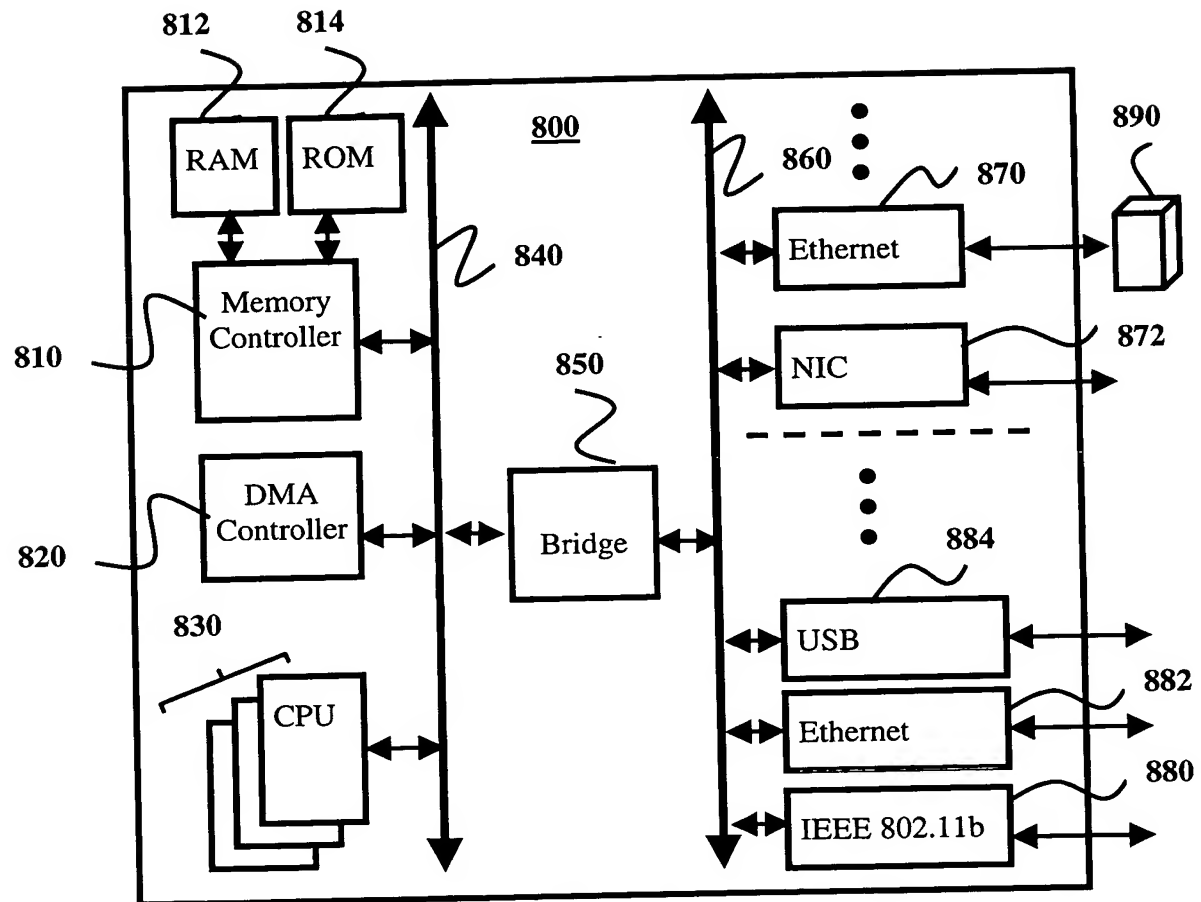 812
814
RAM
ROM
800
860
870
890
Ethernet
840
Memory
Controller
810
850
NIC
872
DMA
Controller
820
Bridge
884
USB
830
882
CPU
Ethernet
880
IEEE 802.11b